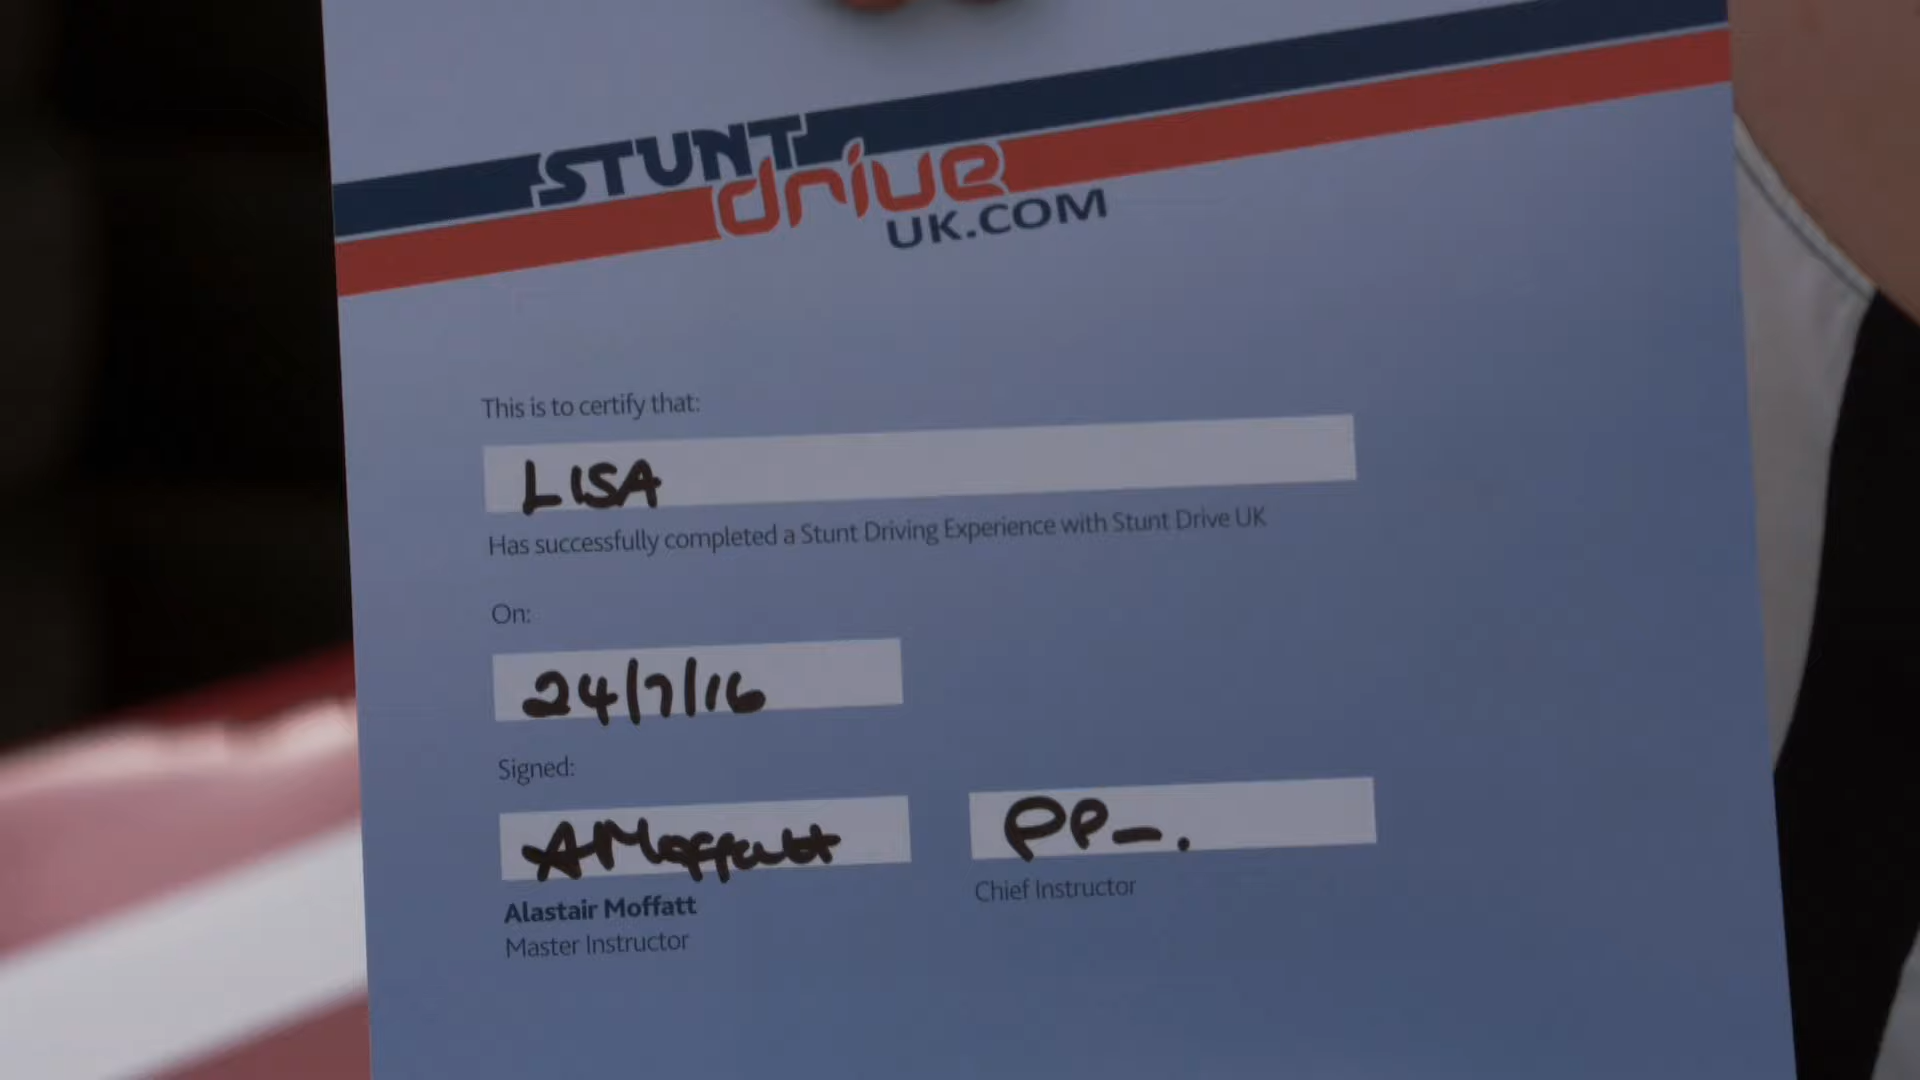 STUNT
drive
UK.COM
This is to certify that:
LISA
Has successfully completed a Stunt Driving Experience with Stunt Drive UK
On:
24/7/16
Signed:
AMoffatt PP-.
Alastair Moffatt Chief Instructor
Master Instructor